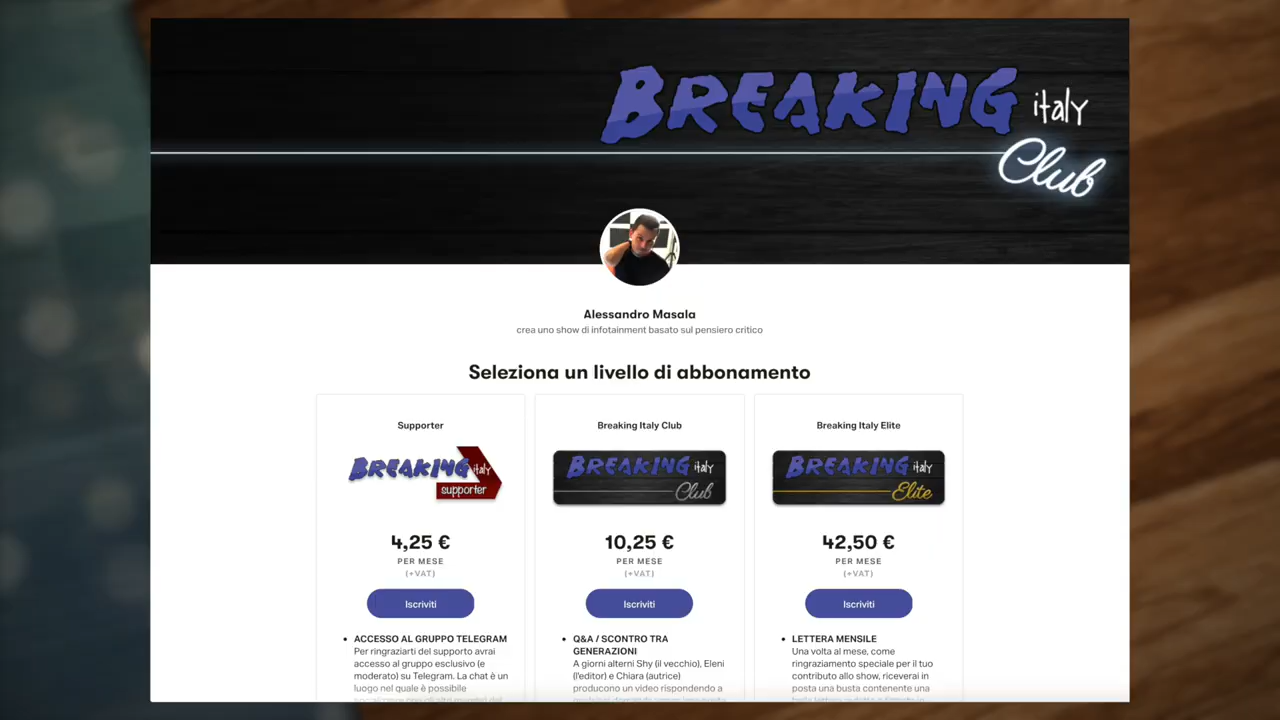 BREAKING italy
Club
Alessandro Masala
crea uno show di infotainment basato sul pensiero critico
Seleziona un livello di abbonamento
Supporter
BREAKING italy
supporter
4,25 €
PER MESE
(+VAT)
Iscriviti
• ACCESSO AL GRUPPO TELEGRAM
Per ringraziarti del supporto avrai
accesso al gruppo esclusivo (e
moderato) su Telegram. La chat è un
luogo nel quale è possibile
Breaking Italy Club
BREAKING italy
Club
10,25 €
PER MESE
(+VAT)
Iscriviti
• Q&A / SCONTRO TRA
GENERAZIONI
A giorni alterni Shy (il vecchio), Eleni
(l'editor) e Chiara (autrice)
producono un video rispondendo a
Breaking Italy Elite
BREAKING italy
Elite
42,50 €
PER MESE
(+VAT)
Iscriviti
• LETTERA MENSILE
Una volta al mese, come
ringraziamento speciale per il tuo
contributo allo show, riceverai in
posta una busta contenente una